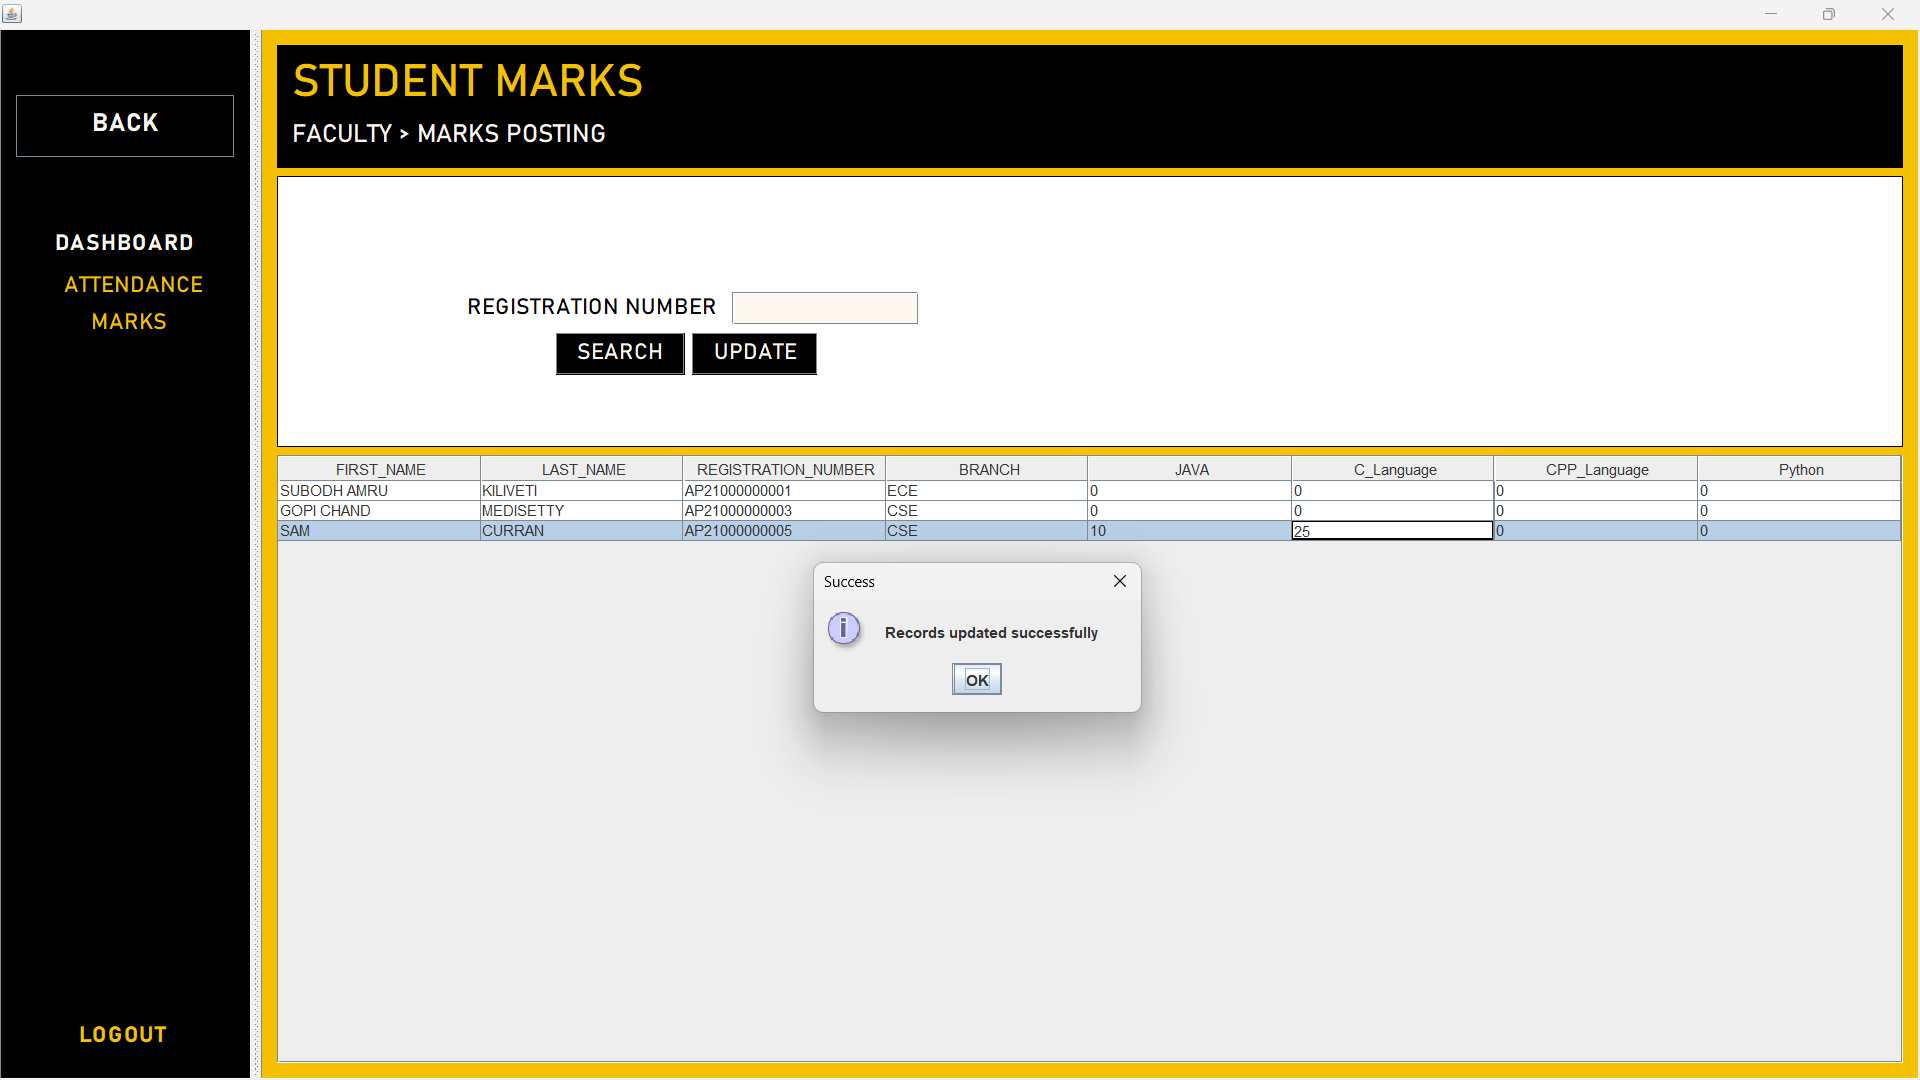 STUDENT MARKS
FACULTY > MARKS POSTING
BACK
DASHBOARD
ATTENDANCE
MARKS
LOGOUT
REGISTRATION NUMBER
SEARCH UPDATE
FIRST_NAME LAST_NAME REGISTRATION_NUMBER BRANCH JAVA C_Language CPP_Language Python
SUBODH AMRU KILIVETI AP21000000001 ECE 0 0 0 0
GOPI CHAND MEDISETTY AP21000000003 CSE 0 0 0 0
SAM CURRAN AP21000000005 CSE 10 25 0 0
Success
i Records updated successfully
OK